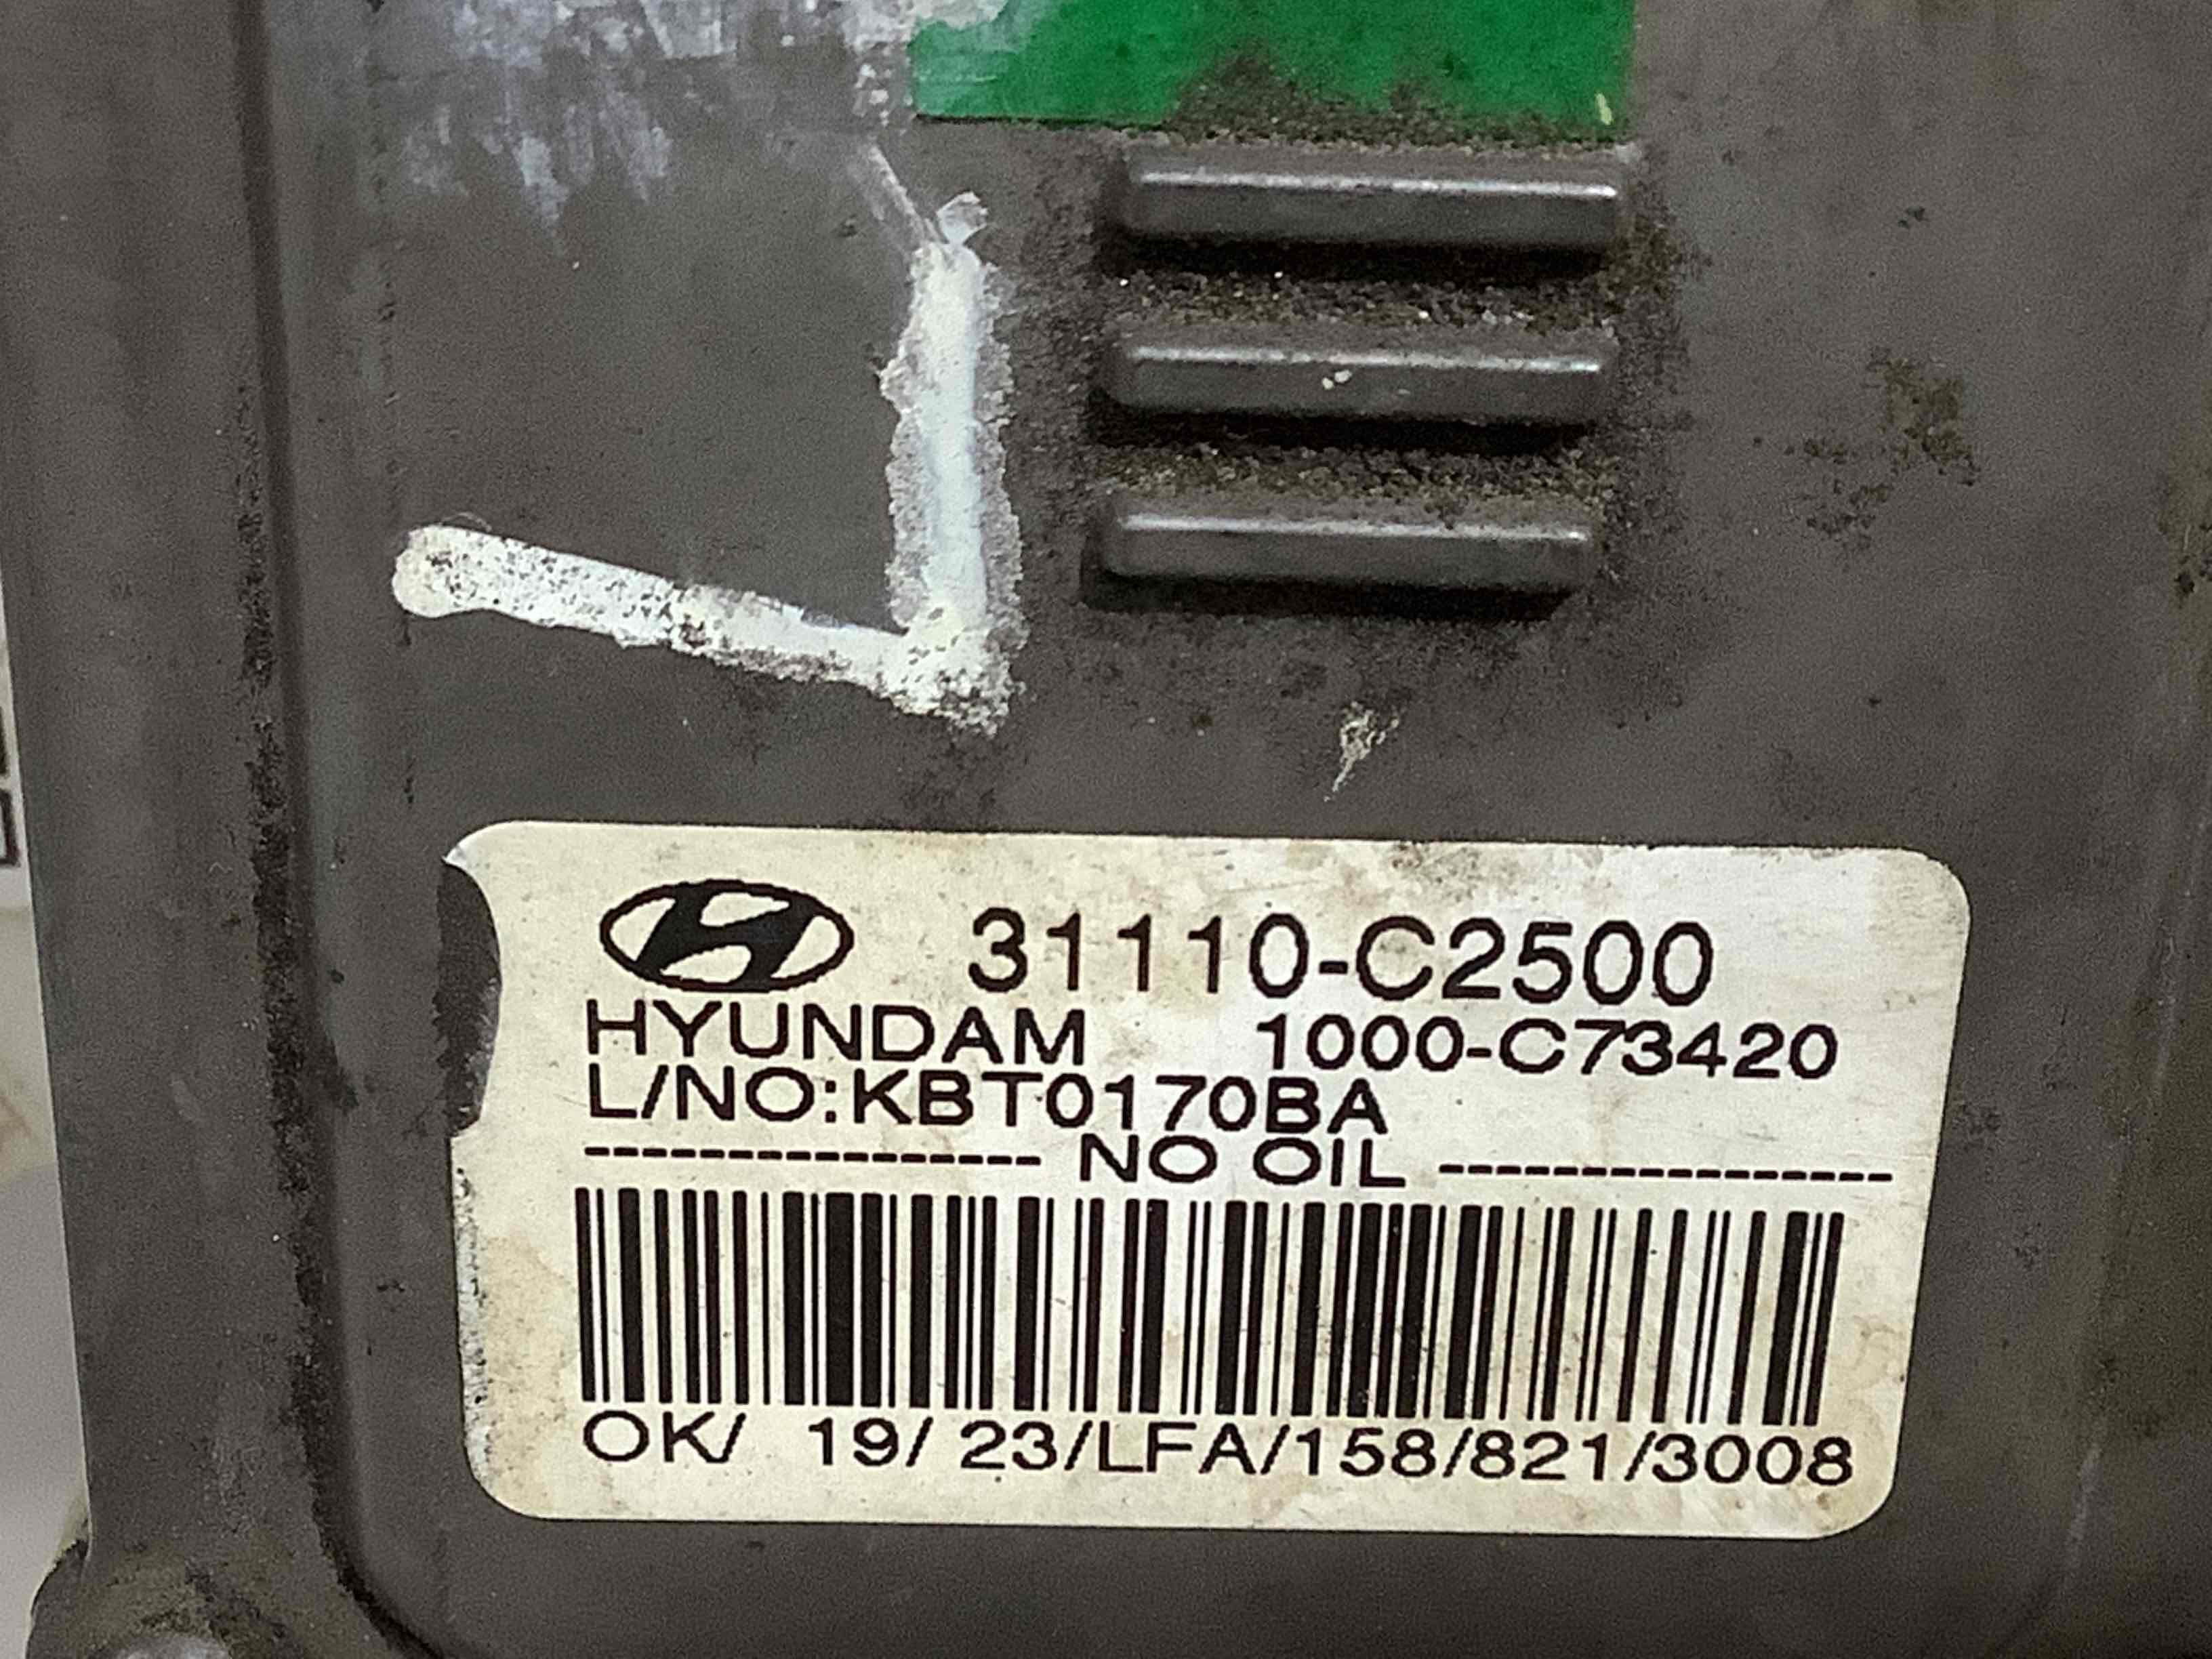 31110-C2500
HYUNDAM 1000-C73420
L/NO:KBT0170BA
----------------- NO OIL -----------------
OK/ 19/ 23/LFA/158/821/3008